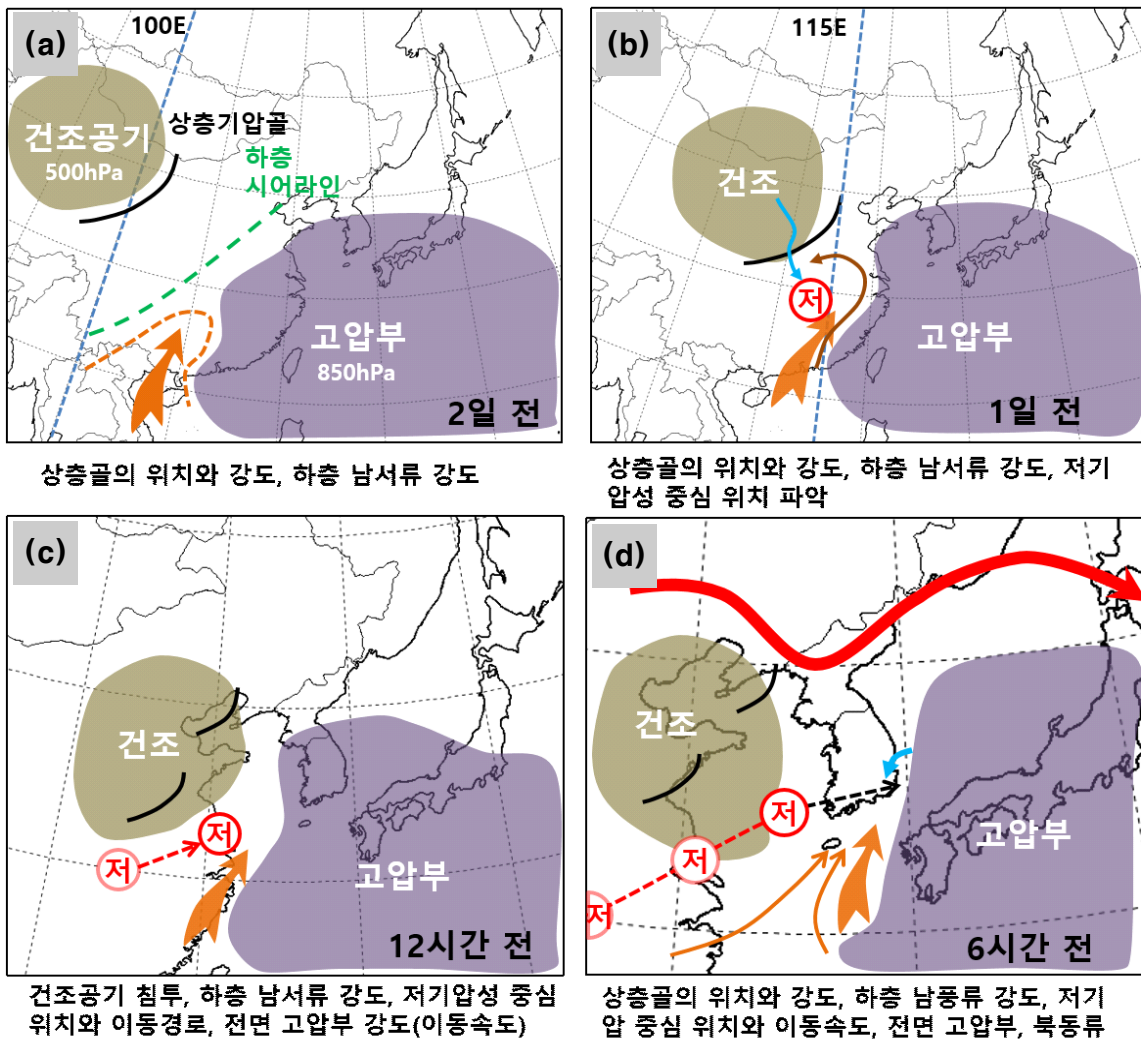 (a)
100E
건조공기
500hPa
상층기압골
하층
시어라인
고압부
850hPa
2일 전
상층골의 위치와 강도, 하층 남서류 강도
(b)
115E
건조
저
고압부
1일 전
상층골의 위치와 강도, 하층 남서류 강도, 저기
압성 중심 위치 파악
(c)
건조
저
저
고압부
12시간 전
건조공기 침투, 하층 남서류 강도, 저기압성 중심
위치와 이동경로, 전면 고압부 강도(이동속도)
(d)
건조
저
저
저
고압부
6시간 전
상층골의 위치와 강도, 하층 남풍류 강도, 저기
압 중심 위치와 이동속도, 전면 고압부, 북동류